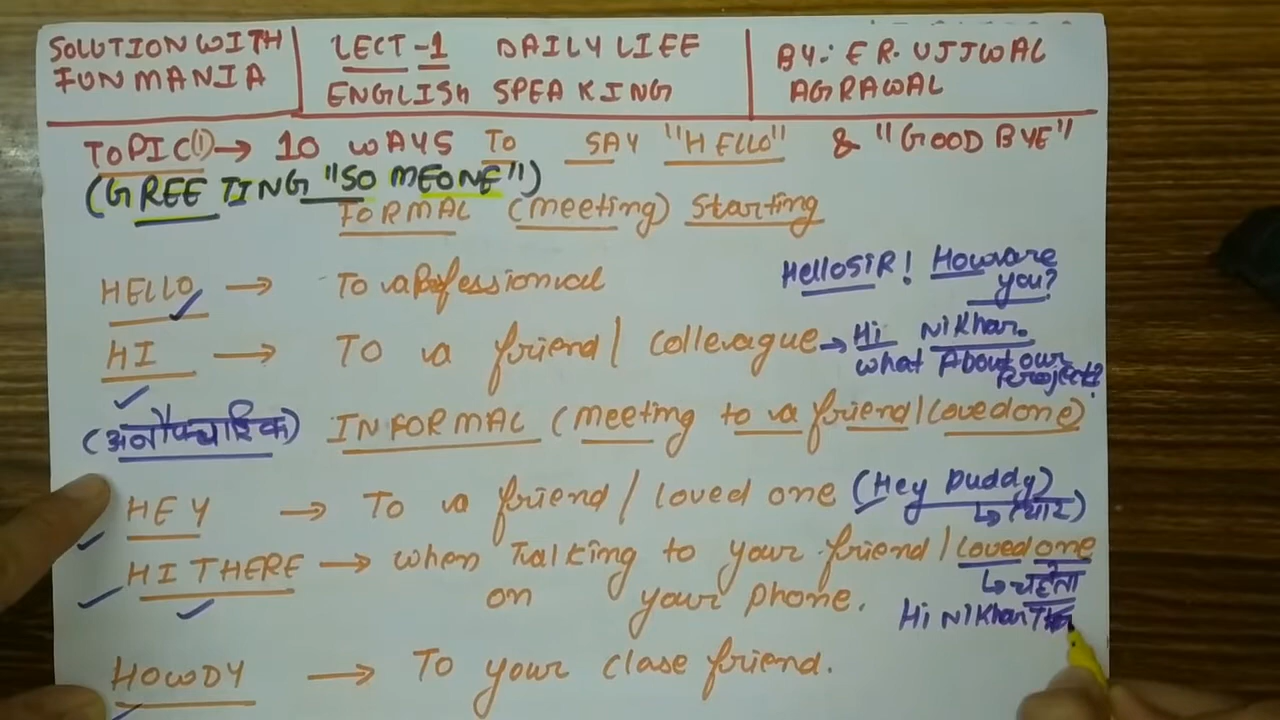 SOLUTION WITH
FUN MANIA
LECT-1 DAILY LIFE
ENGLISH SPEAKING
BY: ER. UJJWAL
AGRAWAL
TOPIC(1)→ 10 WAYS TO SAY "HELLO" & "GOOD BYE"
(GREETING "SOMEONE")
FORMAL (meeting) Starting
HELLO → To a Professional
HelloSIR! How are
you?
HI → To a friend/ colleague → Hi Nikhar.
what About our
Project?
(अनौपचारिक) INFORMAL (meeting to a friend/Loved one)
HEY → To a friend/ loved one (Hey Duddy)
↳ (यार)
HI THERE → when Talking to your friend/ Loved one
on your phone.
↳ चहेता
Hi Nikhar
HOWDY → To your clase friend.